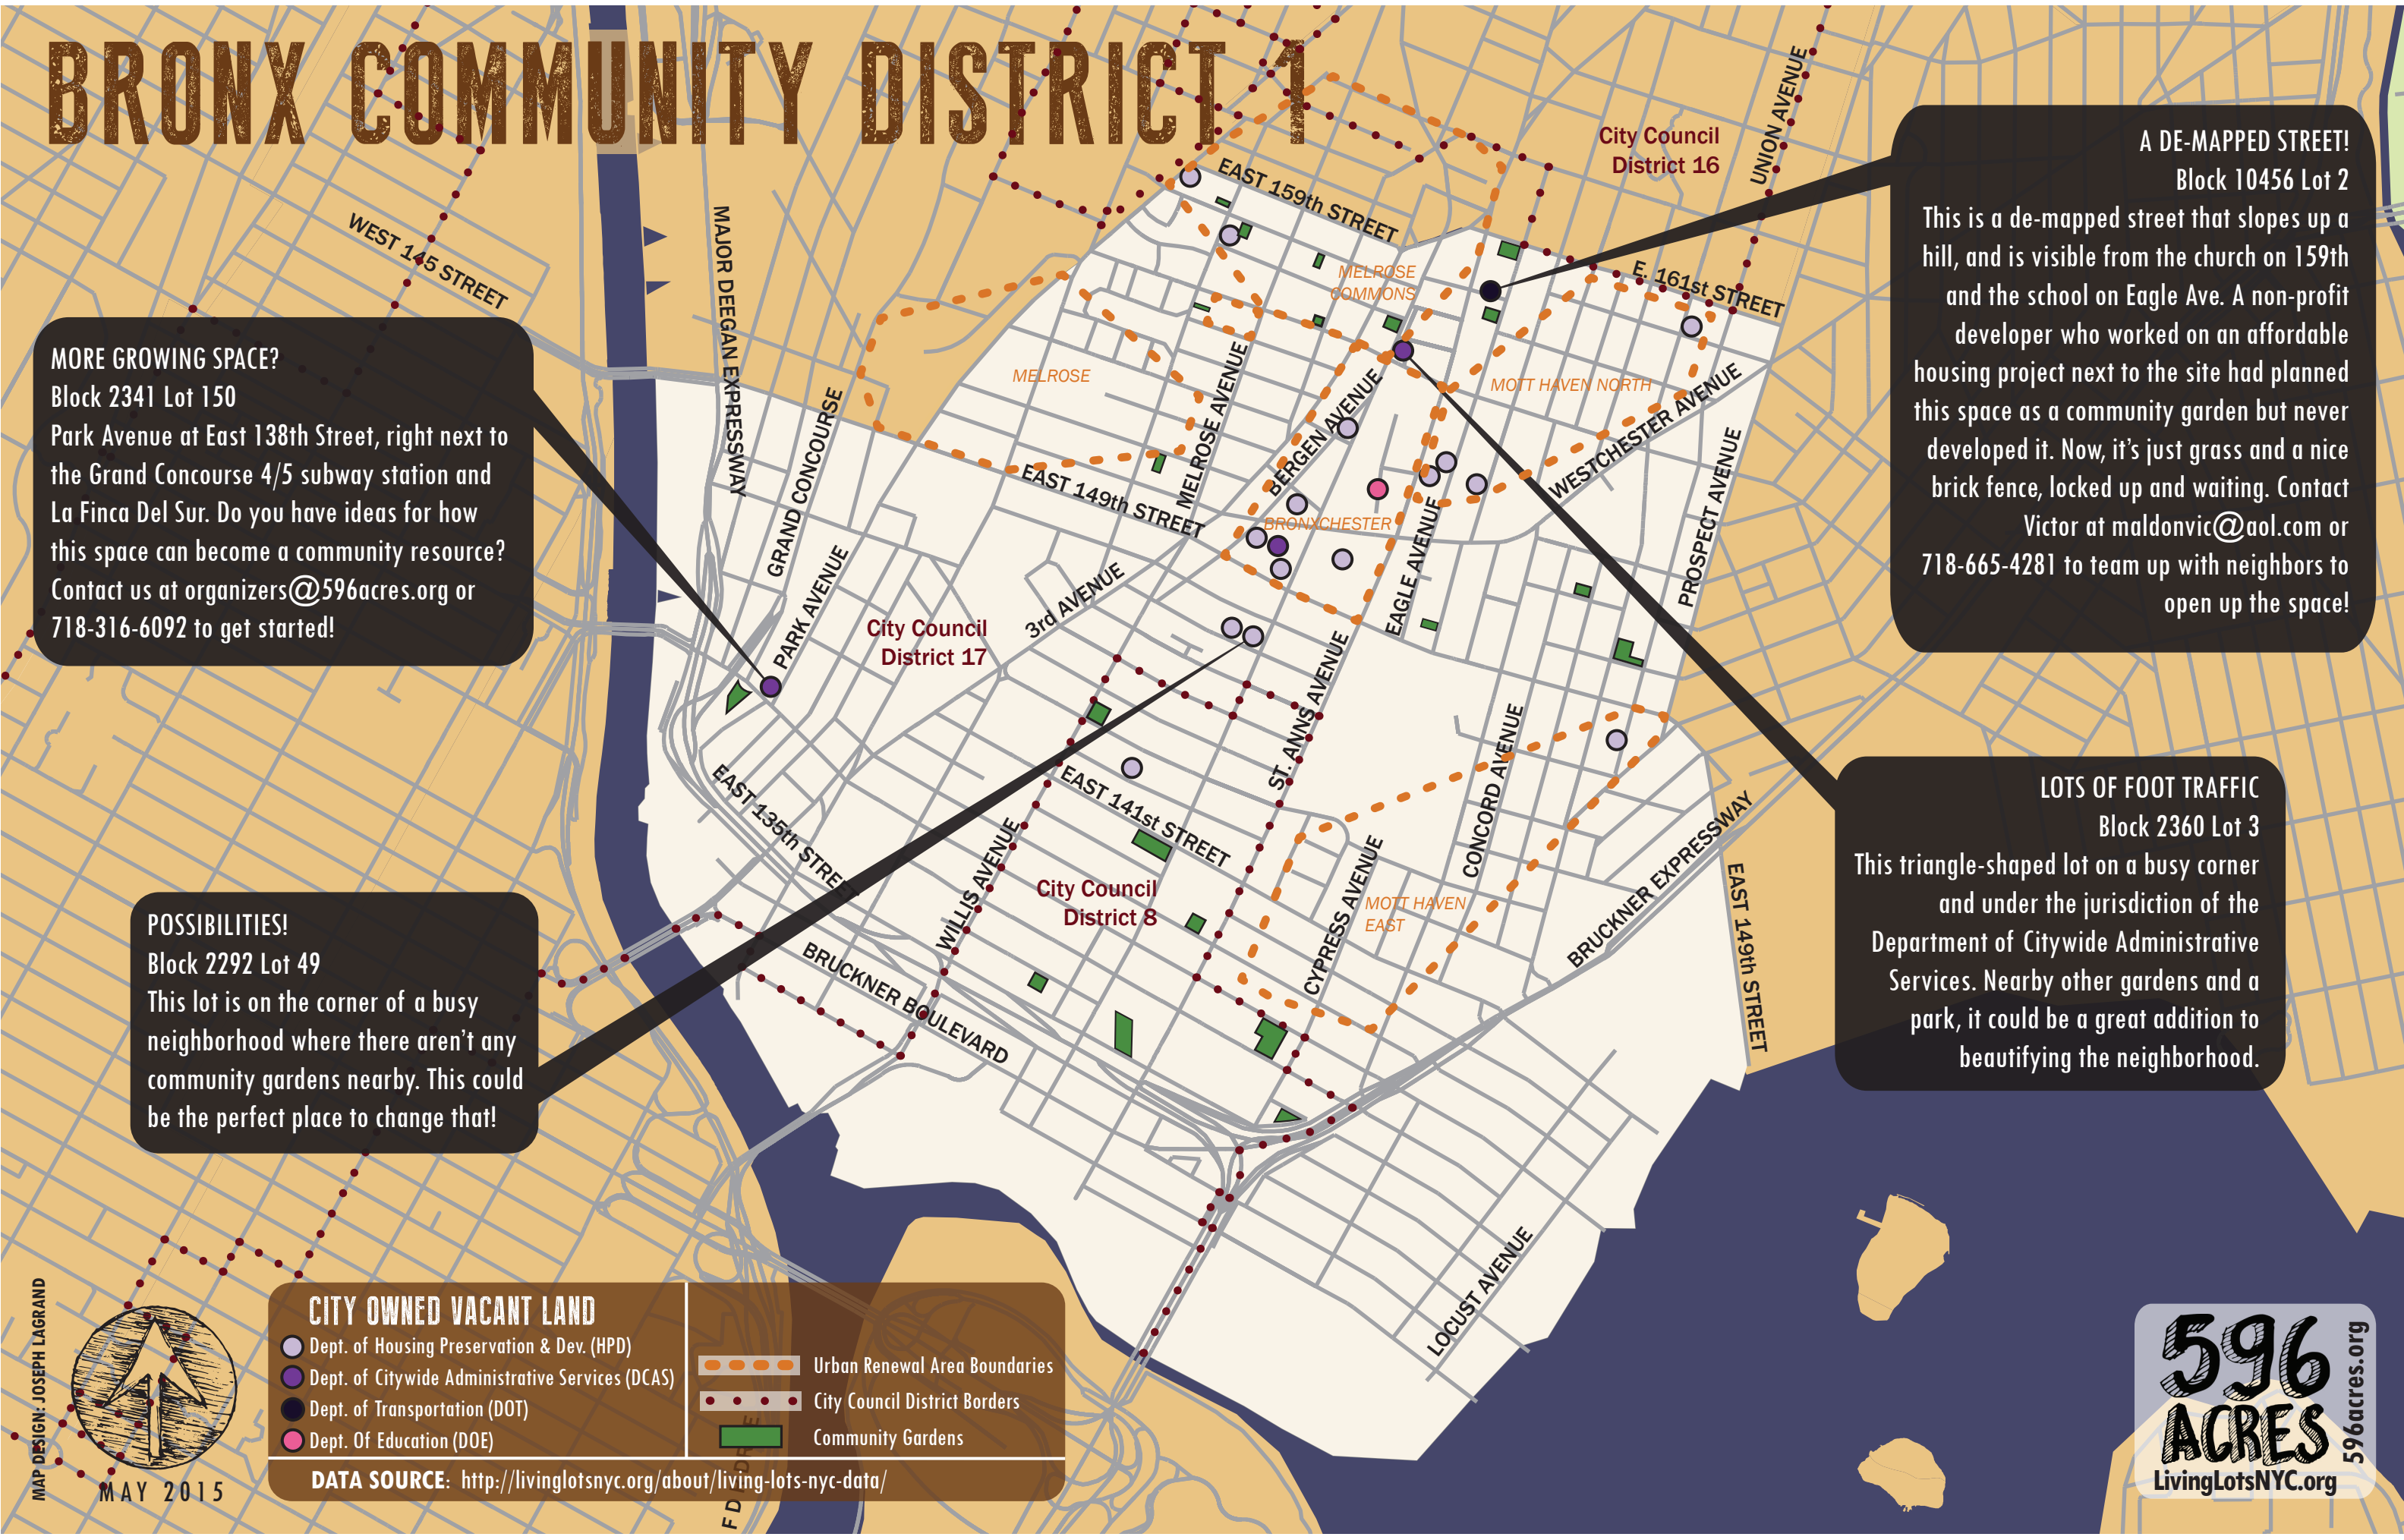 BRONX COMMUNITY DISTRICT 1
City Council
District 16
UNION AVENUE
EAST 159th STREET
E. 161st STREET
WEST 145 STREET
MAJOR DEEGAN EXPRESSWAY
MELROSE
COMMONS
MELROSE
MOTT HAVEN NORTH
GRAND CONCOURSE
MELROSE AVENUE
BERGEN AVENUE
WESTCHESTER AVENUE
EAST 149th STREET
BRONXCHESTER
PROSPECT AVENUE
EAGLE AVENUE
PARK AVENUE
3rd AVENUE
City Council
District 17
ST. ANNS AVENUE
CONCORD AVENUE
EAST 135th STREET
EAST 141st STREET
WILLIS AVENUE
City Council
District 8
CYPRESS AVENUE
MOTT HAVEN
EAST
BRUCKNER EXPRESSWAY
EAST 149th STREET
BRUCKNER BOULEVARD
LOCUST AVENUE
MORE GROWING SPACE?
Block 2341 Lot 150
Park Avenue at East 138th Street, right next to
the Grand Concourse 4/5 subway station and
La Finca Del Sur. Do you have ideas for how
this space can become a community resource?
Contact us at organizers@596acres.org or
718-316-6092 to get started!
POSSIBILITIES!
Block 2292 Lot 49
This lot is on the corner of a busy
neighborhood where there aren't any
community gardens nearby. This could
be the perfect place to change that!
A DE-MAPPED STREET!
Block 10456 Lot 2
This is a de-mapped street that slopes up a
hill, and is visible from the church on 159th
and the school on Eagle Ave. A non-profit
developer who worked on an affordable
housing project next to the site had planned
this space as a community garden but never
developed it. Now, it's just grass and a nice
brick fence, locked up and waiting. Contact
Victor at maldonvic@aol.com or
718-665-4281 to team up with neighbors to
open up the space!
LOTS OF FOOT TRAFFIC
Block 2360 Lot 3
This triangle-shaped lot on a busy corner
and under the jurisdiction of the
Department of Citywide Administrative
Services. Nearby other gardens and a
park, it could be a great addition to
beautifying the neighborhood.
MAP DESIGN: JOSEPH LAGRAND
MAY 2015
CITY OWNED VACANT LAND
Dept. of Housing Preservation & Dev. (HPD)
Dept. of Citywide Administrative Services (DCAS)
Dept. of Transportation (DOT)
Dept. Of Education (DOE)
Urban Renewal Area Boundaries
City Council District Borders
Community Gardens
DATA SOURCE: http://livinglotsnyc.org/about/living-lots-nyc-data/
596
ACRES
596acres.org
LivingLotsNYC.org